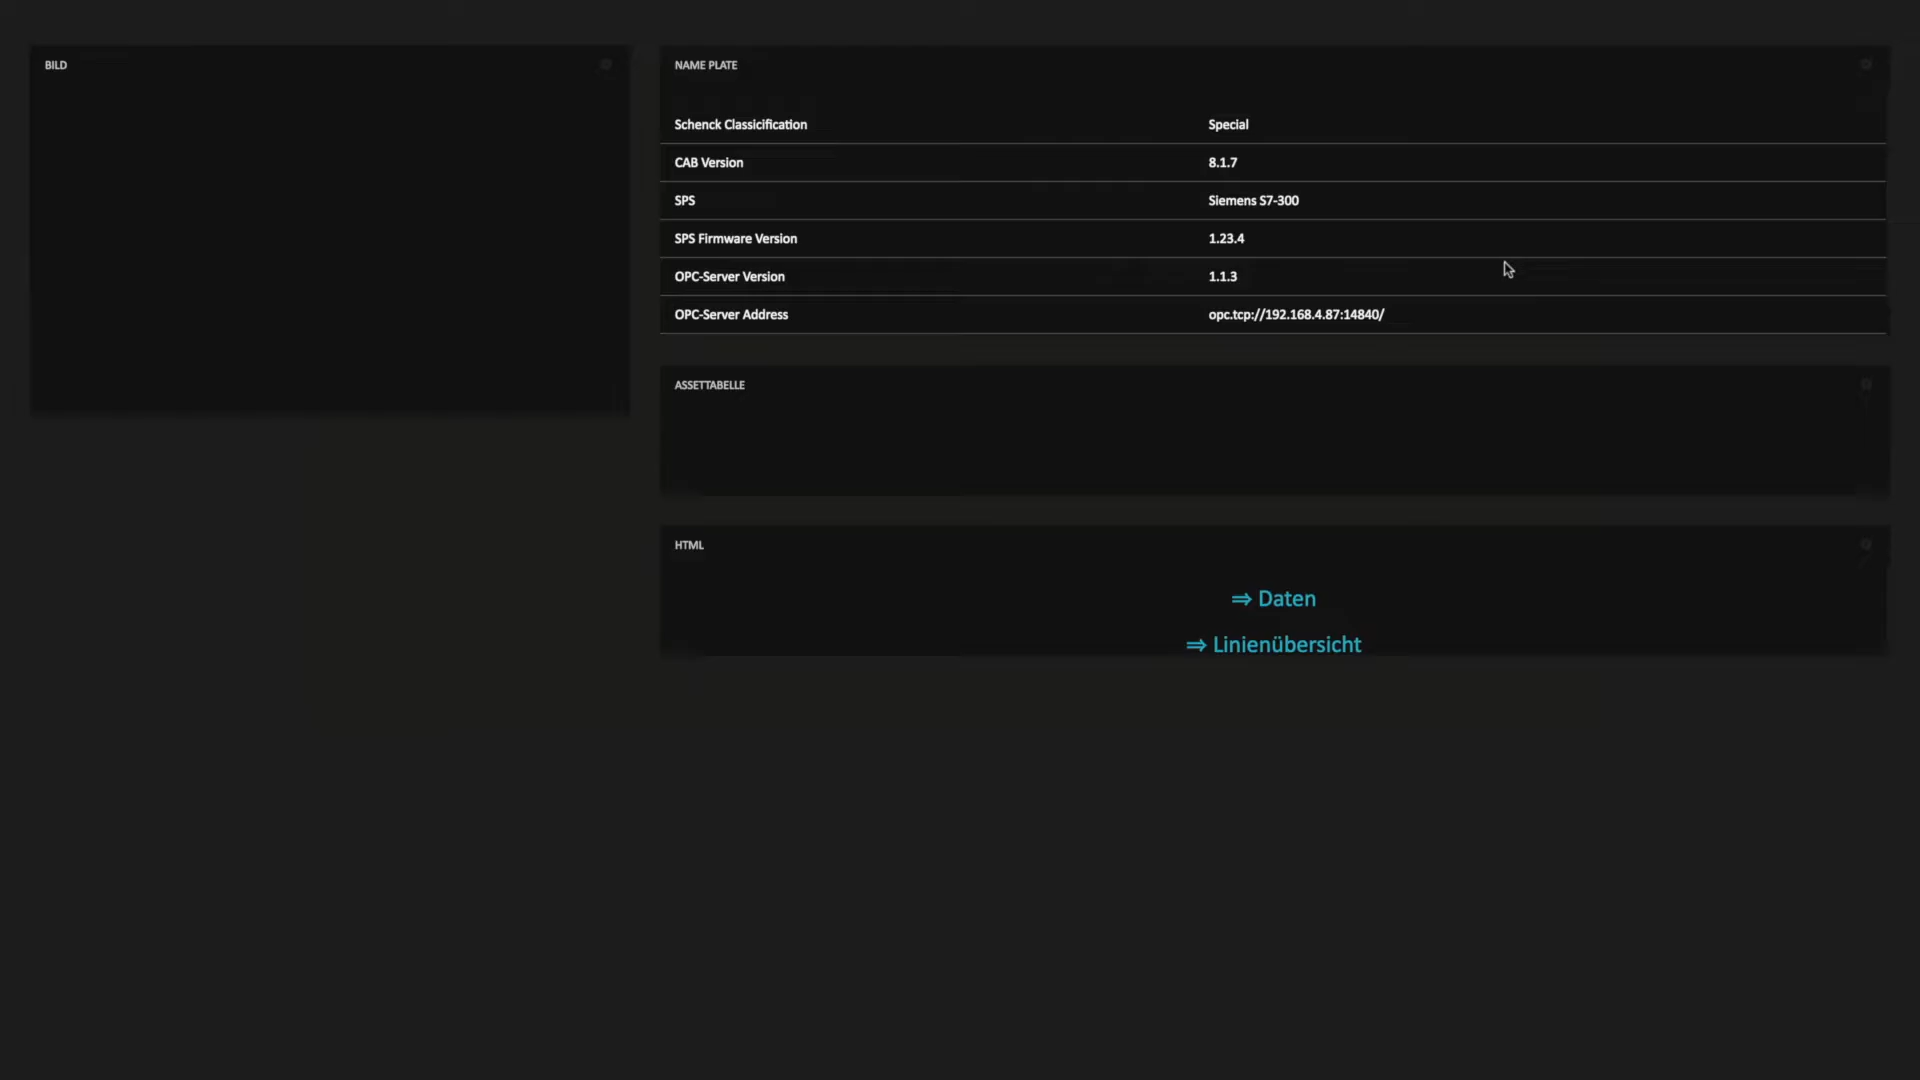 BILD
NAME PLATE
Schenck Classicification Special
CAB Version 8.1.7
SPS Siemens S7-300
SPS Firmware Version 1.23.4
OPC-Server Version 1.1.3
OPC-Server Address opc.tcp://192.168.4.87:14840/
ASSETTABELLE
HTML
⇒ Daten
⇒ Linienübersicht